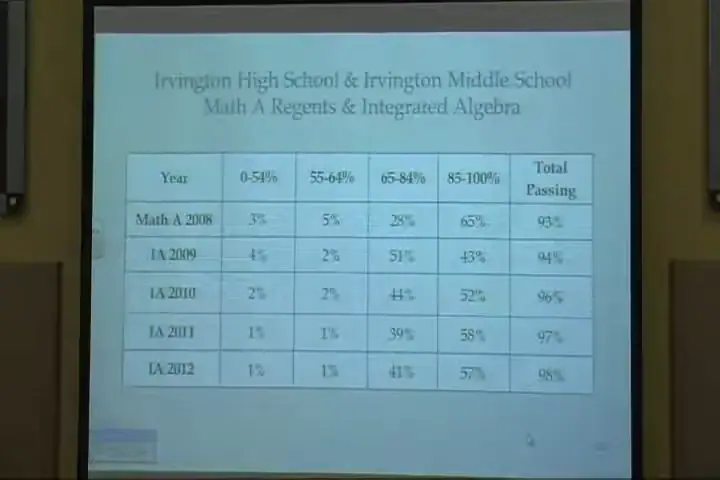 Irvington High School & Irvington Middle School
Math A Regents & Integrated Algebra
Year 0-54% 55-64% 65-84% 85-100% Total Passing
Math A 2008 3% 5% 28% 65% 93%
IA 2009 4% 2% 51% 43% 94%
IA 2010 2% 2% 44% 52% 96%
IA 2011 1% 1% 39% 58% 97%
IA 2012 1% 1% 41% 57% 98%